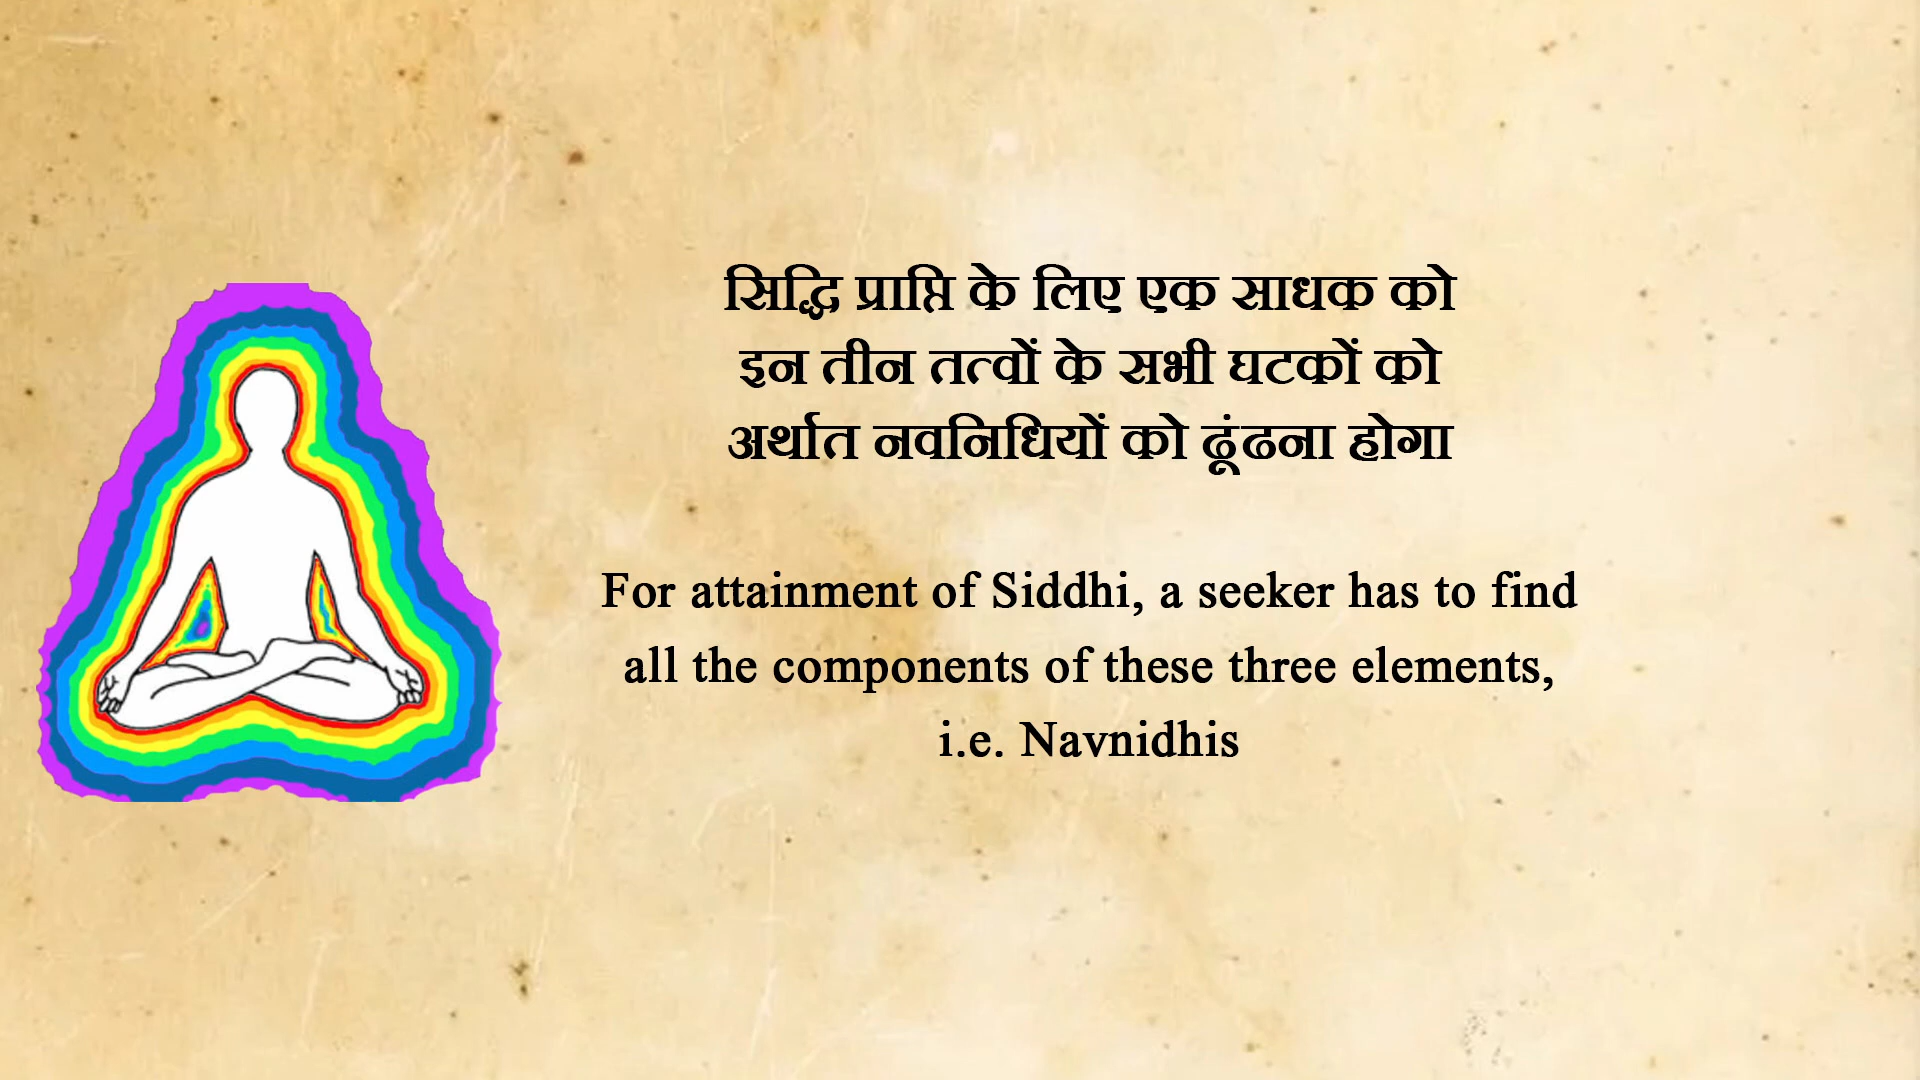 सिद्धि प्राप्ति के लिए एक साधक को
इन तीन तत्वों के सभी घटकों को
अर्थात नवनिधियों को ढूंढना होगा
For attainment of Siddhi, a seeker has to find
all the components of these three elements,
i.e. Navnidhis